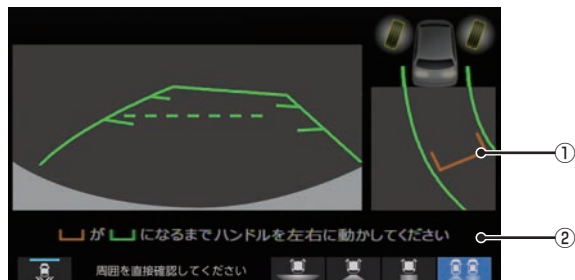 ①
が になるまでハンドルを左右に動かしてください
②
周囲を直接確認してください